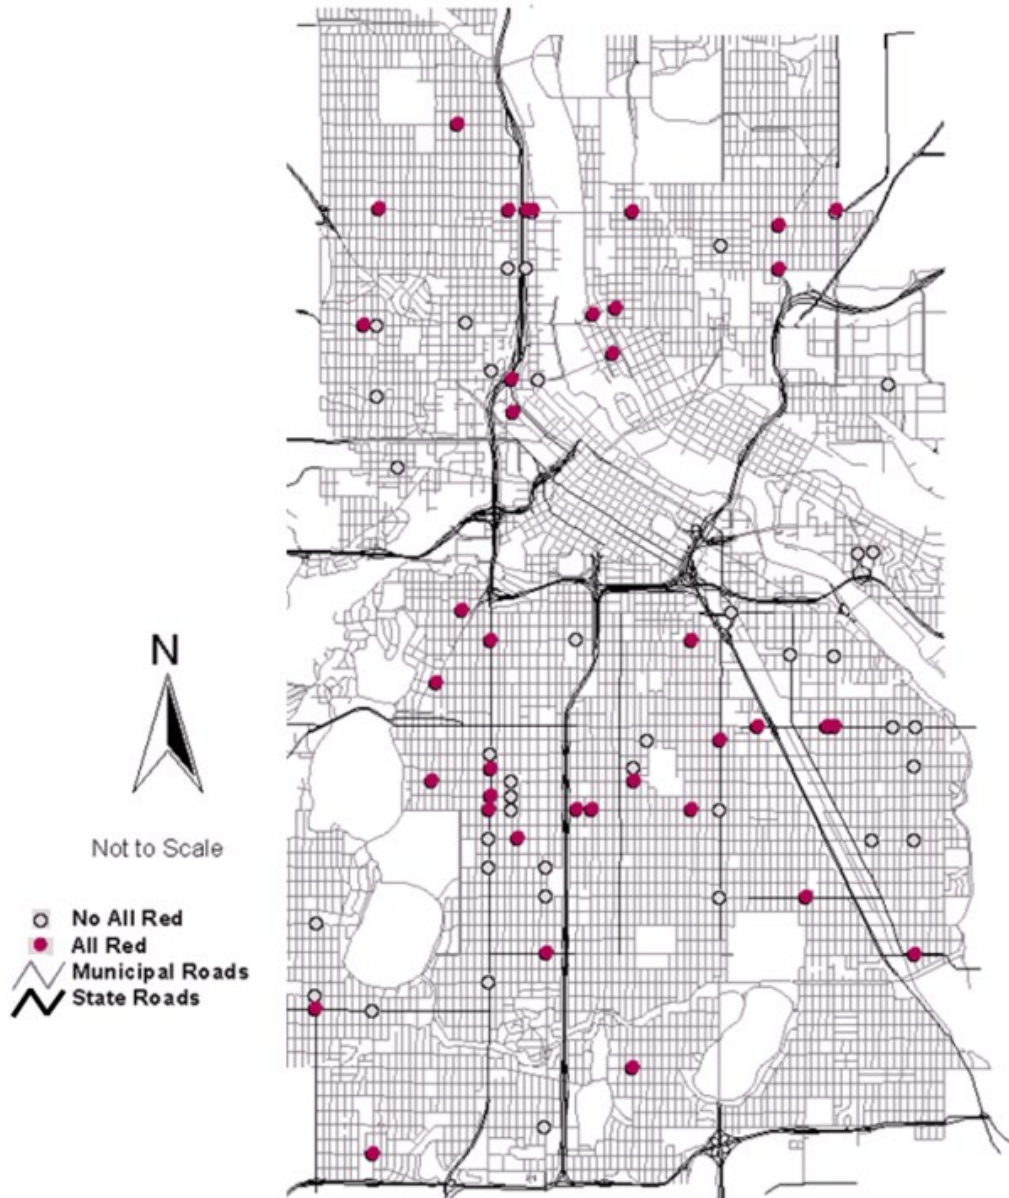 N
Not to Scale
No All Red
All Red
Municipal Roads
State Roads